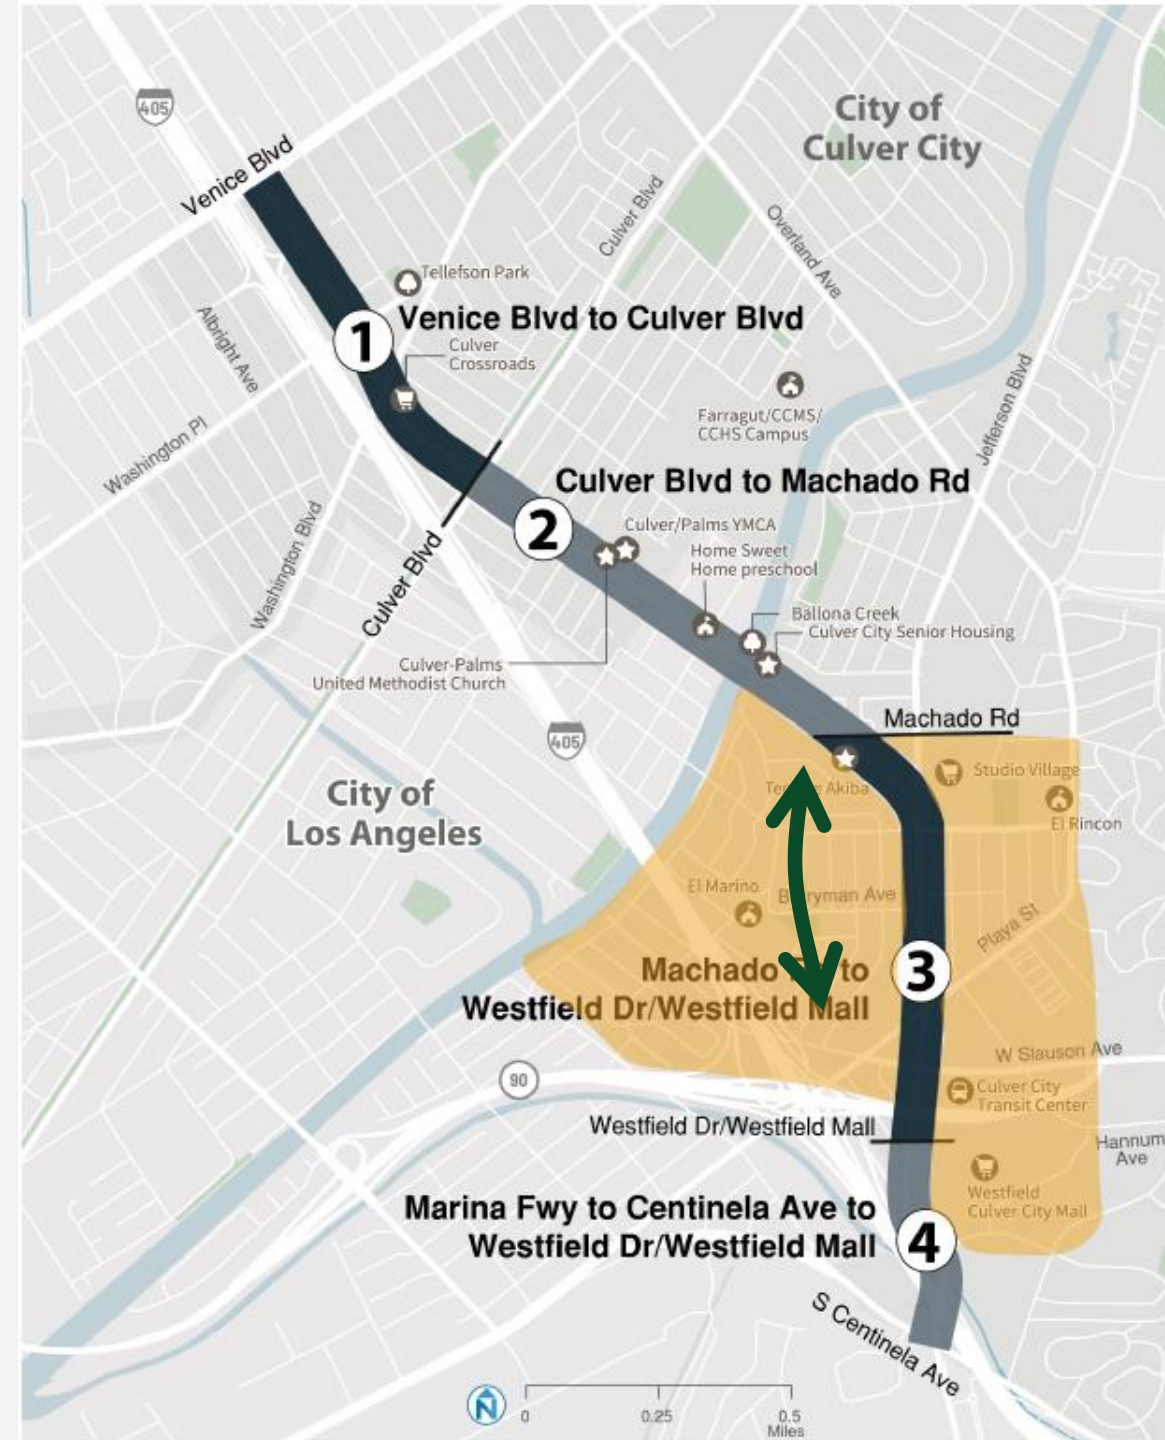 405
Venice Blvd
City of
Culver City
Culver Blvd
Overland Ave
Tellefson Park
1
Venice Blvd to Culver Blvd
Albright Ave
Culver
Crossroads
Farragut/CCMS/
CCHS Campus
Jefferson Blvd
Washington Pl
Culver Blvd to Machado Rd
2
Culver/Palms YMCA
Home Sweet
Home preschool
Washington Blvd
Culver Blvd
Ballona Creek
Culver City Senior Housing
Culver-Palms
United Methodist Church
Machado Rd
405
Studio Village
Akiba
City of
Los Angeles
El Rincon
El Marino
Ave
Playa St
Machado to
Westfield Dr/Westfield Mall
3
W Slauson Ave
90
Culver City
Transit Center
Westfield Dr/Westfield Mall
Hannum
Ave
Westfield
Culver City Mall
Marina Fwy to Centinela Ave to
Westfield Dr/Westfield Mall
4
S Centinela Ave
N
0
0.25
0.5
Miles